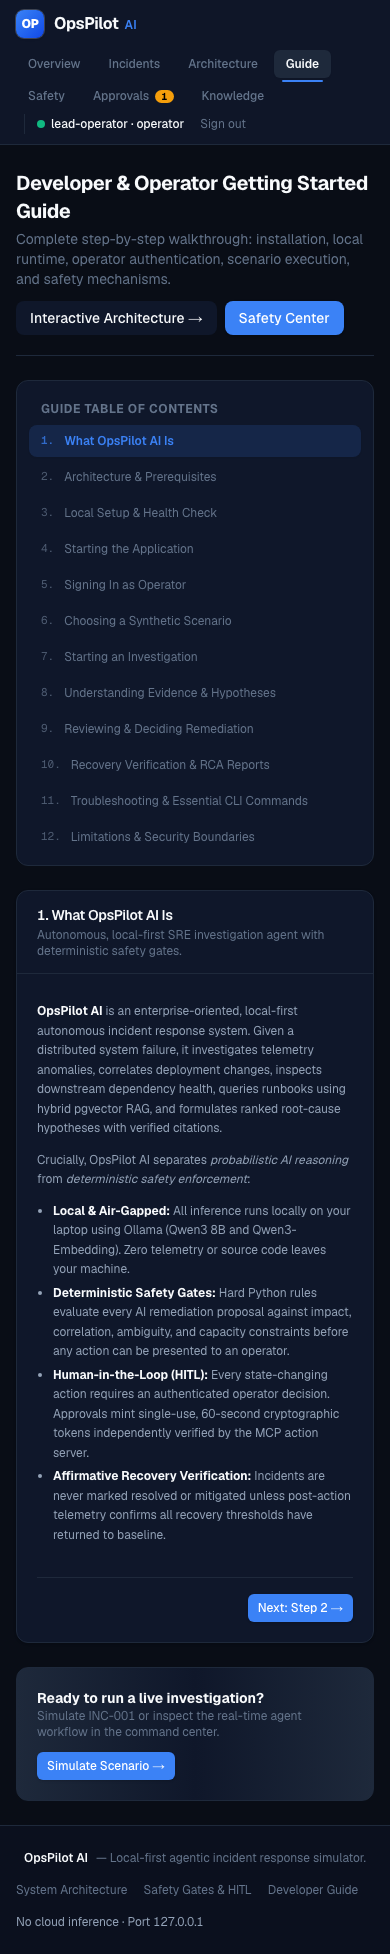 OP OpsPilot AI
Overview Incidents Architecture Guide
Safety Approvals 1 Knowledge
lead-operator · operator Sign out
Developer & Operator Getting Started
Guide
Complete step-by-step walkthrough: installation, local
runtime, operator authentication, scenario execution,
and safety mechanisms.
Interactive Architecture → Safety Center
GUIDE TABLE OF CONTENTS
1. What OpsPilot AI Is
2. Architecture & Prerequisites
3. Local Setup & Health Check
4. Starting the Application
5. Signing In as Operator
6. Choosing a Synthetic Scenario
7. Starting an Investigation
8. Understanding Evidence & Hypotheses
9. Reviewing & Deciding Remediation
10. Recovery Verification & RCA Reports
11. Troubleshooting & Essential CLI Commands
12. Limitations & Security Boundaries
1. What OpsPilot AI Is
Autonomous, local-first SRE investigation agent with
deterministic safety gates.
OpsPilot AI is an enterprise-oriented, local-first
autonomous incident response system. Given a
distributed system failure, it investigates telemetry
anomalies, correlates deployment changes, inspects
downstream dependency health, queries runbooks using
hybrid pgvector RAG, and formulates ranked root-cause
hypotheses with verified citations.
Crucially, OpsPilot AI separates probabilistic AI reasoning
from deterministic safety enforcement:
• Local & Air-Gapped: All inference runs locally on your
laptop using Ollama (Qwen3 8B and Qwen3-
Embedding). Zero telemetry or source code leaves
your machine.
• Deterministic Safety Gates: Hard Python rules
evaluate every AI remediation proposal against impact,
correlation, ambiguity, and capacity constraints before
any action can be presented to an operator.
• Human-in-the-Loop (HITL): Every state-changing
action requires an authenticated operator decision.
Approvals mint single-use, 60-second cryptographic
tokens independently verified by the MCP action
server.
• Affirmative Recovery Verification: Incidents are
never marked resolved or mitigated unless post-action
telemetry confirms all recovery thresholds have
returned to baseline.
Next: Step 2 →
Ready to run a live investigation?
Simulate INC-001 or inspect the real-time agent
workflow in the command center.
Simulate Scenario →
OpsPilot AI — Local-first agentic incident response simulator.
System Architecture Safety Gates & HITL Developer Guide
No cloud inference · Port 127.0.0.1